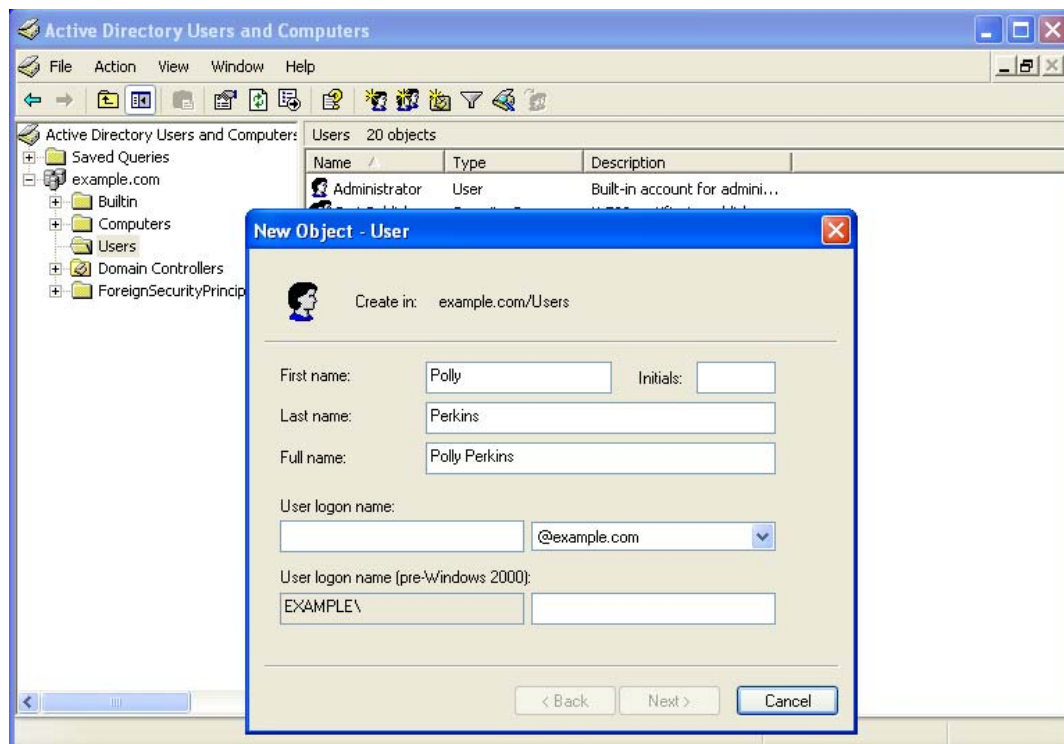 Active Directory Users and Computers
File Action View Window Help
Active Directory Users and Computers
Users 20 objects
Saved Queries
example.com
Builtin
Computers
Users
Domain Controllers
ForeignSecurityPrincip
Name Type Description
Administrator User Built-in account for admini...
New Object - User
Create in: example.com/Users
First name: Polly Initials:
Last name: Perkins
Full name: Polly Perkins
User logon name:
@example.com
User logon name (pre-Windows 2000):
EXAMPLE\
< Back Next > Cancel